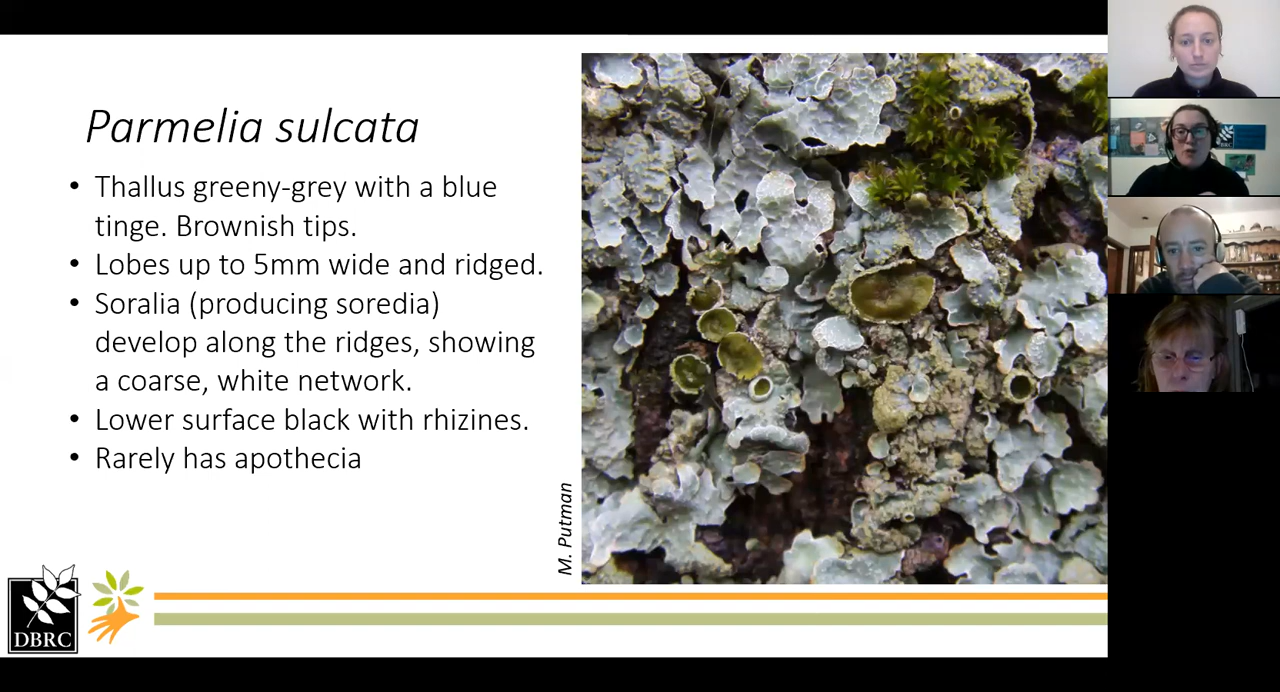 Parmelia sulcata
• Thallus greeny-grey with a blue
tinge. Brownish tips.
• Lobes up to 5mm wide and ridged.
• Soralia (producing soredia)
develop along the ridges, showing
a coarse, white network.
• Lower surface black with rhizines.
• Rarely has apothecia
M. Putman
DBRC